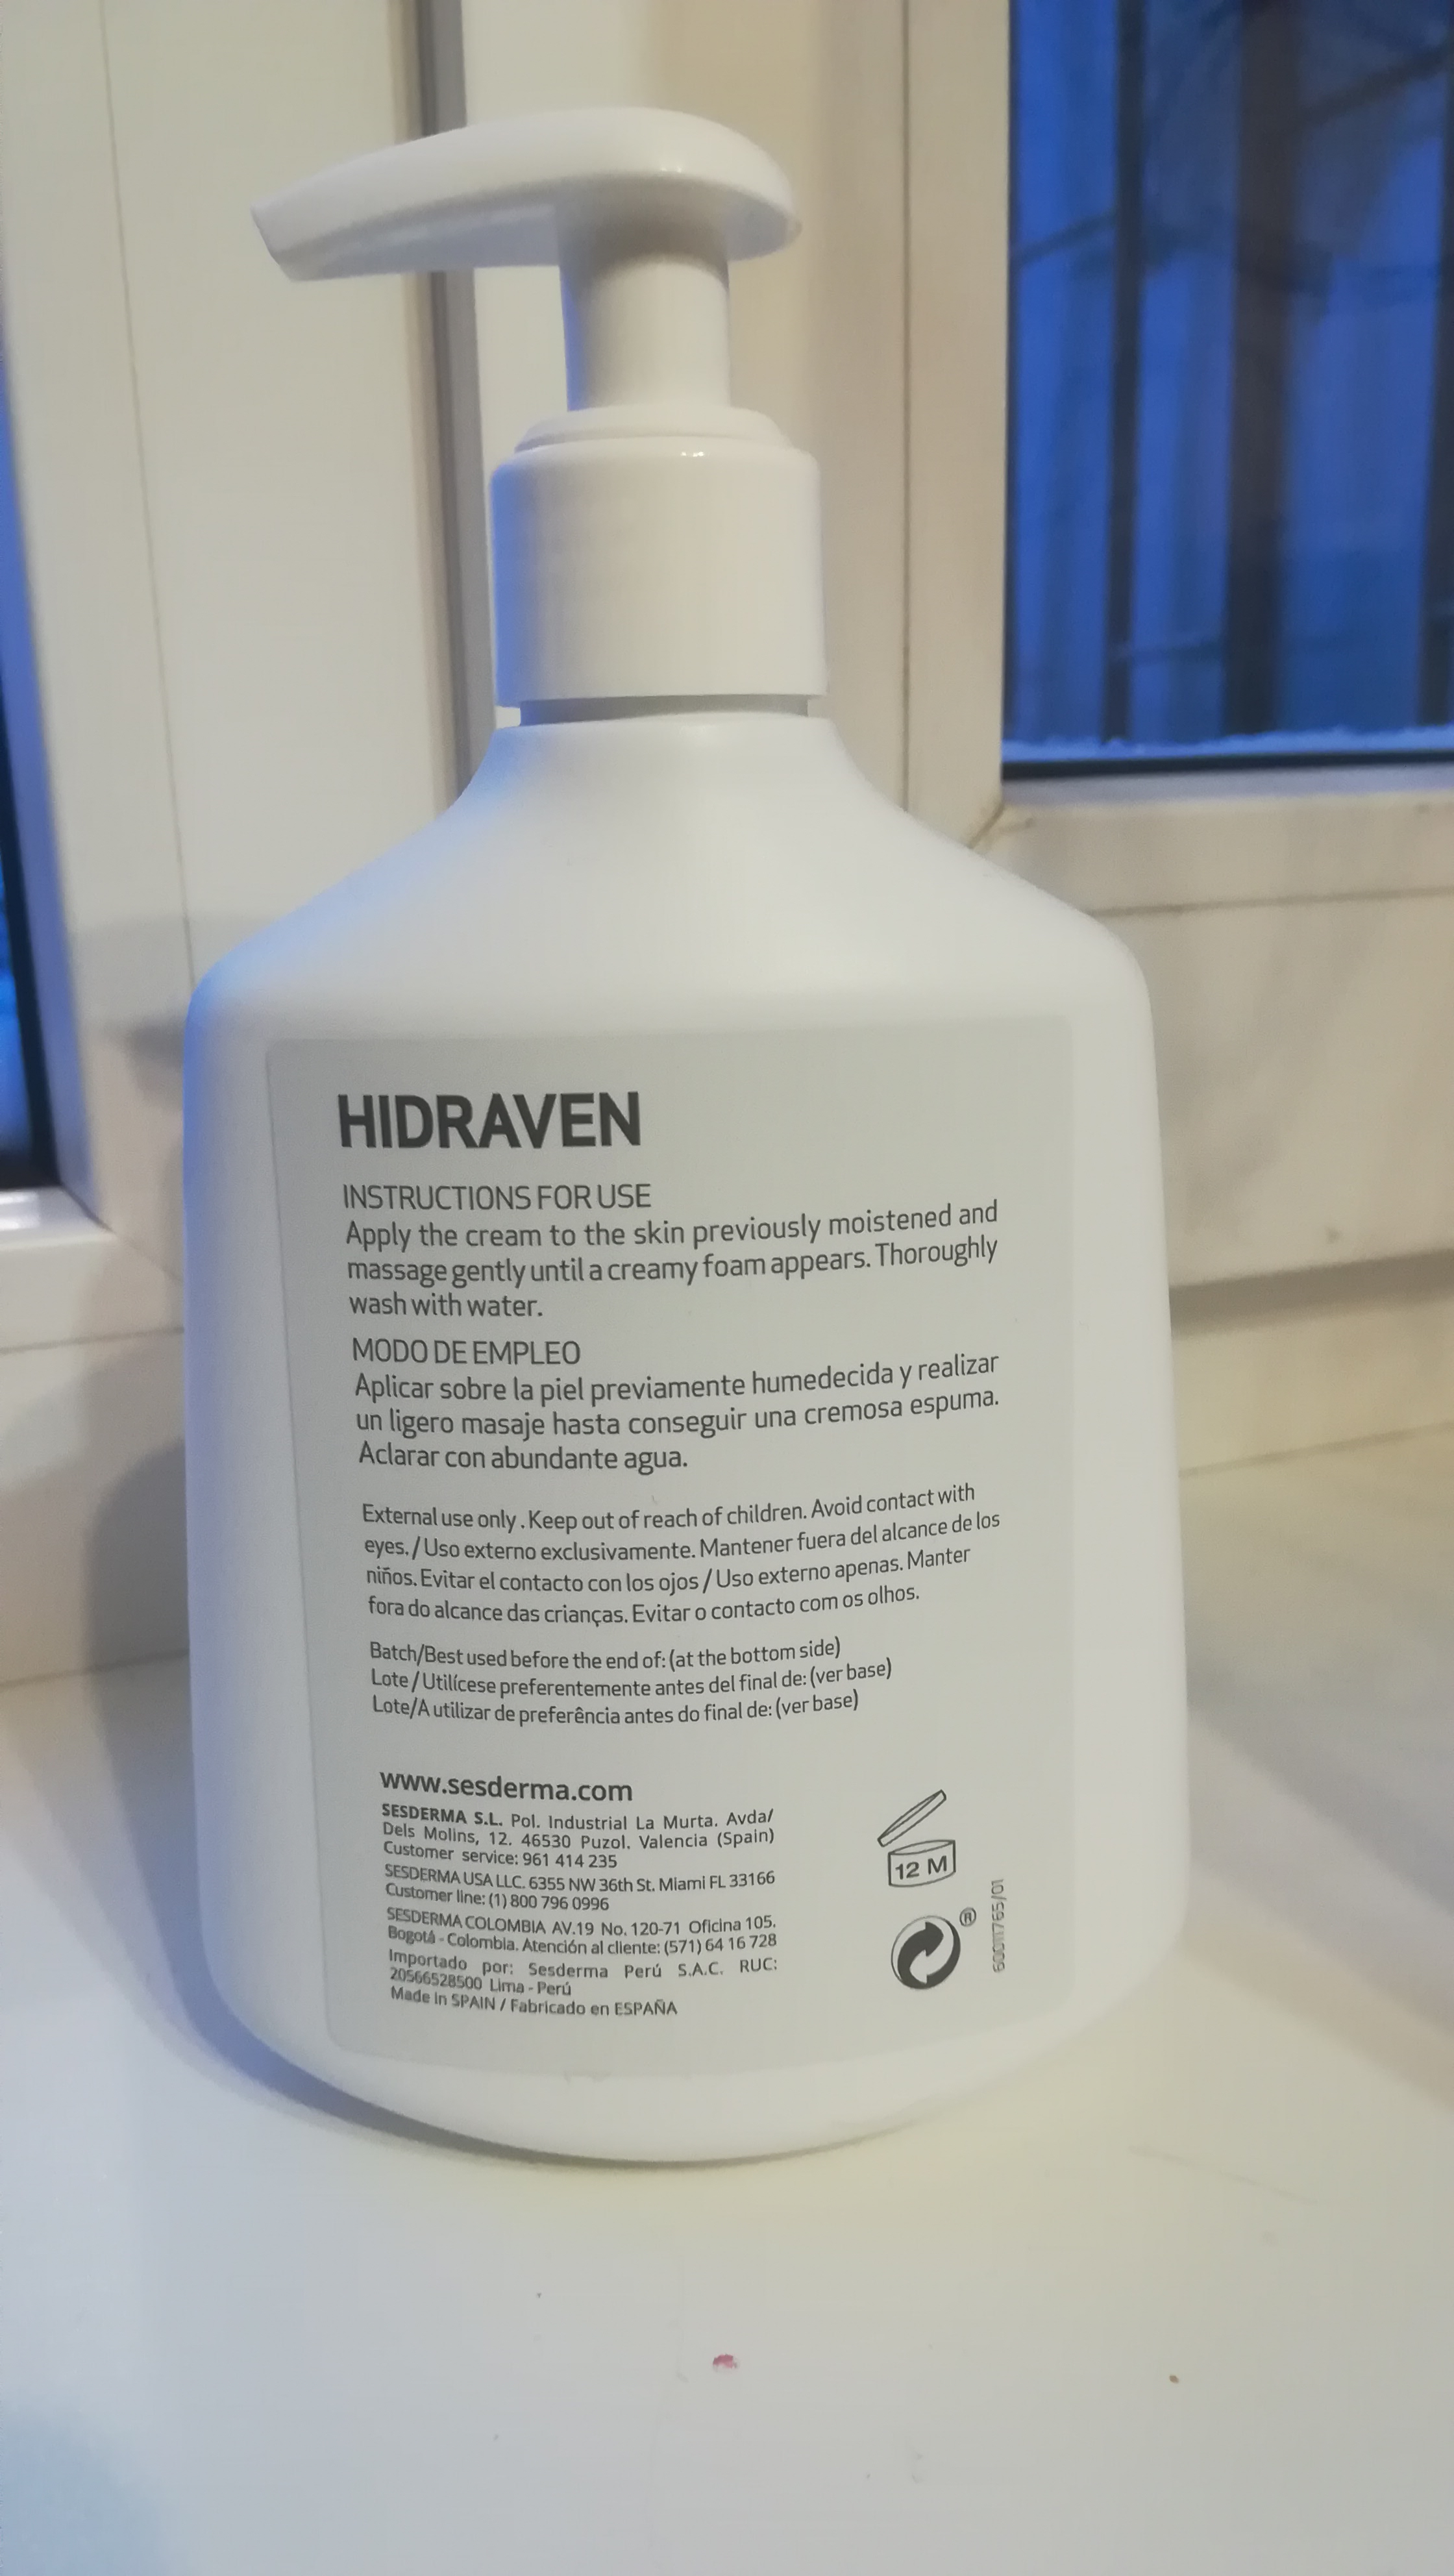 HIDRAVEN
INSTRUCTIONS FOR USE
Apply the cream to the skin previously moistened and
massage gently until a creamy foam appears. Thoroughly
wash with water.
MODO DE EMPLEO
Aplicar sobre la piel previamente humedecida y realizar
un ligero masaje hasta conseguir una cremosa espuma.
Aclarar con abundante agua.
External use only. Keep out of reach of children. Avoid contact with
eyes. / Uso externo exclusivamente. Mantener fuera del alcance de los
niños. Evitar el contacto con los ojos / Uso externo apenas. Manter
fora do alcance das crianças. Evitar o contacto com os olhos.
Batch/Best used before the end of: (at the bottom side)
Lote / Utilícese preferentemente antes del final de: (ver base)
Lote/A utilizar de preferência antes do final de: (ver base)
www.sesderma.com
SESDERMA S.L. Pol. Industrial La Murta. Avda/
Dels Molins, 12. 46530 Puzol. Valencia (Spain)
Customer service: 961 414 235
SESDERMA USA LLC. 6355 NW 36th St. Miami FL 33166
Customer line: (1) 800 796 0996
SESDERMA COLOMBIA AV.19 No. 120-71 Oficina 105.
Bogotá - Colombia. Atención al cliente: (571) 64 16 728
Importado por: Sesderma Perú S.A.C. RUC:
20566528500 Lima - Perú
Made in SPAIN / Fabricado en ESPAÑA
12 M
®
60011765/01